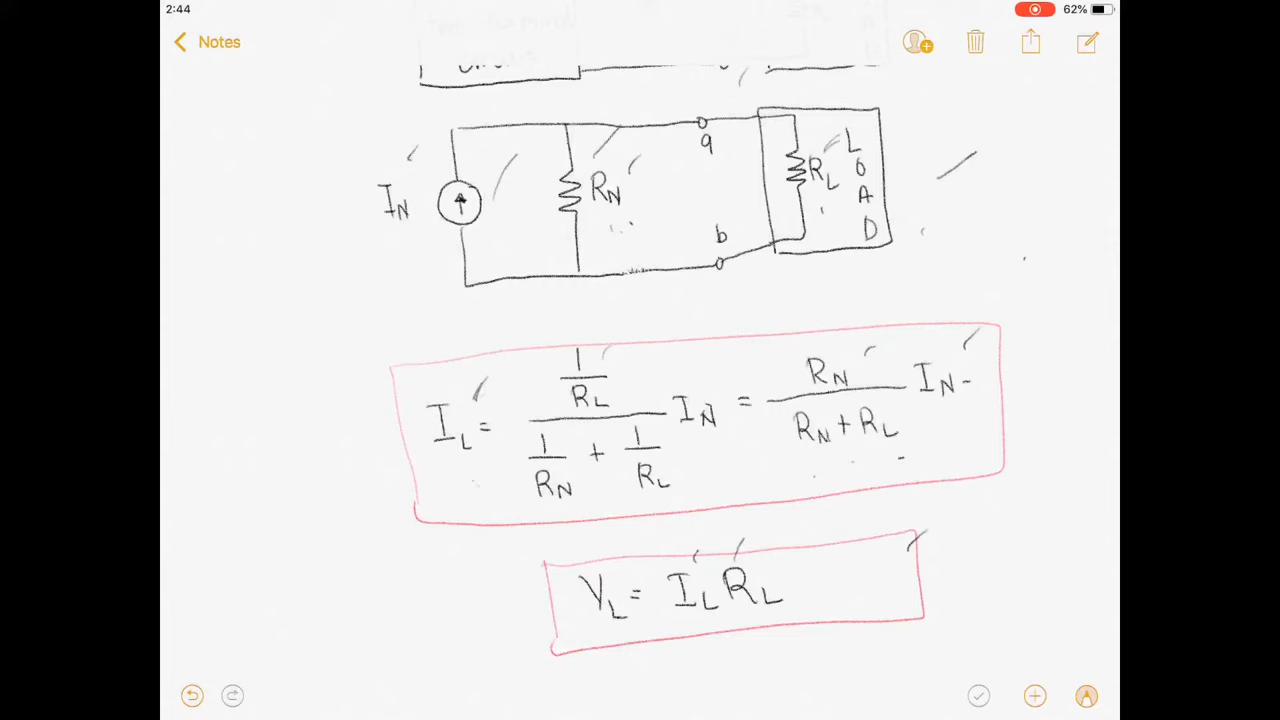 2:44
62%
Notes
I_N
R_N
a
b
R_L
LOAD
I_L = (1/R_L)/(1/R_N + 1/R_L) I_N = R_N/(R_N + R_L) I_N
V_L = I_L R_L